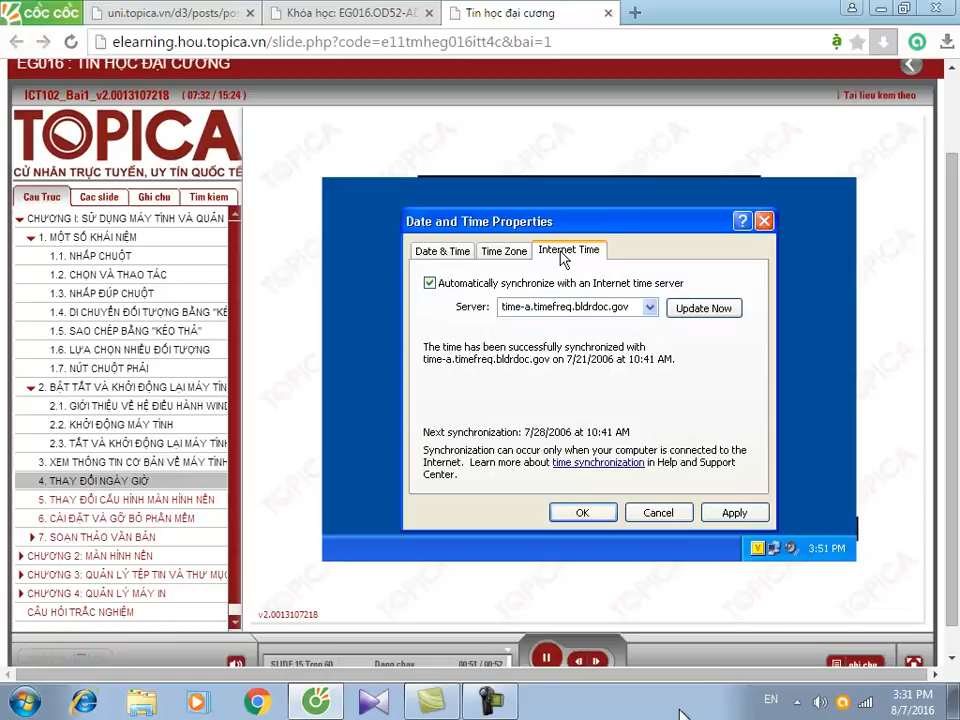 cốc cốc
uni.topica.vn/d3/posts/po
Khóa học: EG016.OD52-AD
Tin học đại cương
elearning.hou.topica.vn/slide.php?code=e11tmheg016itt4c&bai=1
EG016 : TIN HỌC ĐẠI CƯƠNG
ICT102_Bai1_v2.0013107218 ( 07:32 / 15:24 )
Tai lieu kem theo
TOPICA
CỬ NHÂN TRỰC TUYẾN, UY TÍN QUỐC TẾ
Cau Truc
Cac slide
Ghi chu
Tim kiem
CHƯƠNG I: SỬ DỤNG MÁY TÍNH VÀ QUẢN
1. MỘT SỐ KHÁI NIỆM
1.1. NHẤP CHUỘT
1.2. CHỌN VÀ THAO TÁC
1.3. NHẤP ĐÚP CHUỘT
1.4. DI CHUYỂN ĐỐI TƯỢNG BẰNG "KÉ
1.5. SAO CHÉP BẰNG "KÉO THẢ"
1.6. LỰA CHỌN NHIỀU ĐỐI TƯỢNG
1.7. NÚT CHUỘT PHẢI
2. BẬT TẮT VÀ KHỞI ĐỘNG LẠI MÁY TÍN
2.1. GIỚI THIỆU VỀ HỆ ĐIỀU HÀNH WIN
2.2. KHỞI ĐỘNG MÁY TÍNH
2.3. TẮT VÀ KHỞI ĐỘNG LẠI MÁY TÍNH
3. XEM THÔNG TIN CƠ BẢN VỀ MÁY TÍNH
4. THAY ĐỔI NGÀY GIỜ
5. THAY ĐỔI CẤU HÌNH MÀN HÌNH NỀN
6. CÀI ĐẶT VÀ GỠ BỎ PHẦN MỀM
7. SOẠN THẢO VĂN BẢN
CHƯƠNG 2: MÀN HÌNH NỀN
CHƯƠNG 3: QUẢN LÝ TỆP TIN VÀ THƯ MỤC
CHƯƠNG 4: QUẢN LÝ MÁY IN
CÂU HỎI TRẮC NGHIỆM
Date and Time Properties
Date & Time
Time Zone
Internet Time
Automatically synchronize with an Internet time server
Server: time-a.timefreq.bldrdoc.gov
Update Now
The time has been successfully synchronized with
time-a.timefreq.bldrdoc.gov on 7/21/2006 at 10:41 AM.
Next synchronization: 7/28/2006 at 10:41 AM
Synchronization can occur only when your computer is connected to the
Internet. Learn more about time synchronization in Help and Support
Center.
OK
Cancel
Apply
3:51 PM
v2.0013107218
SLIDE 15 Tren 60
Dang chay
00:51 / 00:52
ghi chu
EN
3:31 PM
8/7/2016